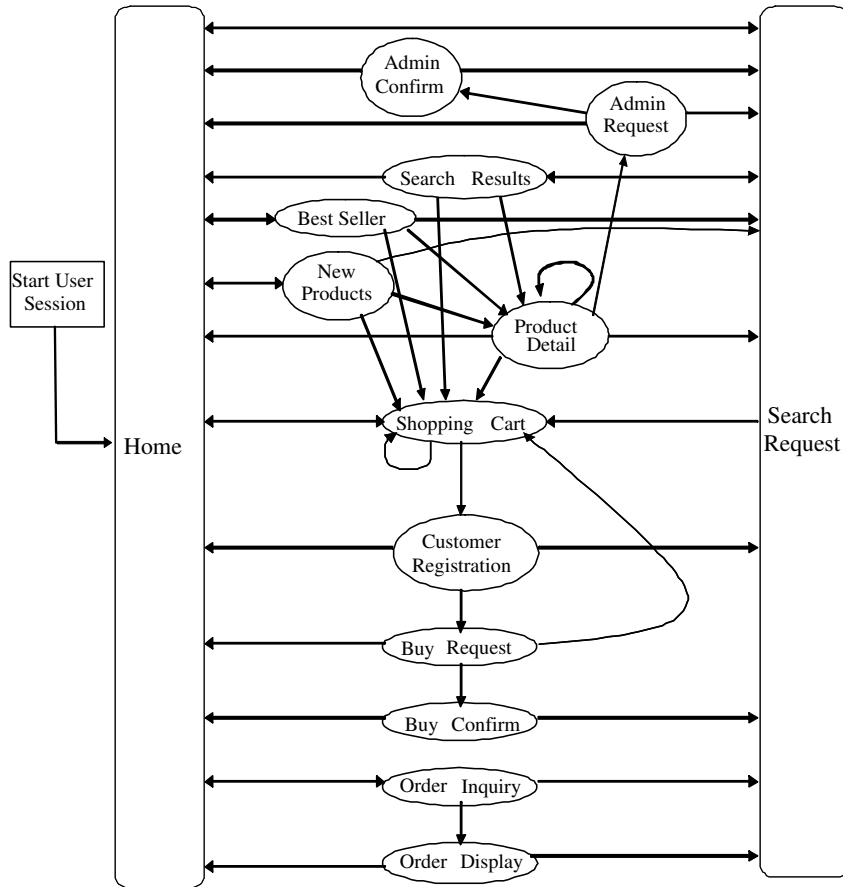 Admin
Confirm
Admin
Request
Search Results
Best Seller
New
Products
Start User
Session
Product
Detail
Home
Shopping Cart
Search
Request
Customer
Registration
Buy Request
Buy Confirm
Order Inquiry
Order Display